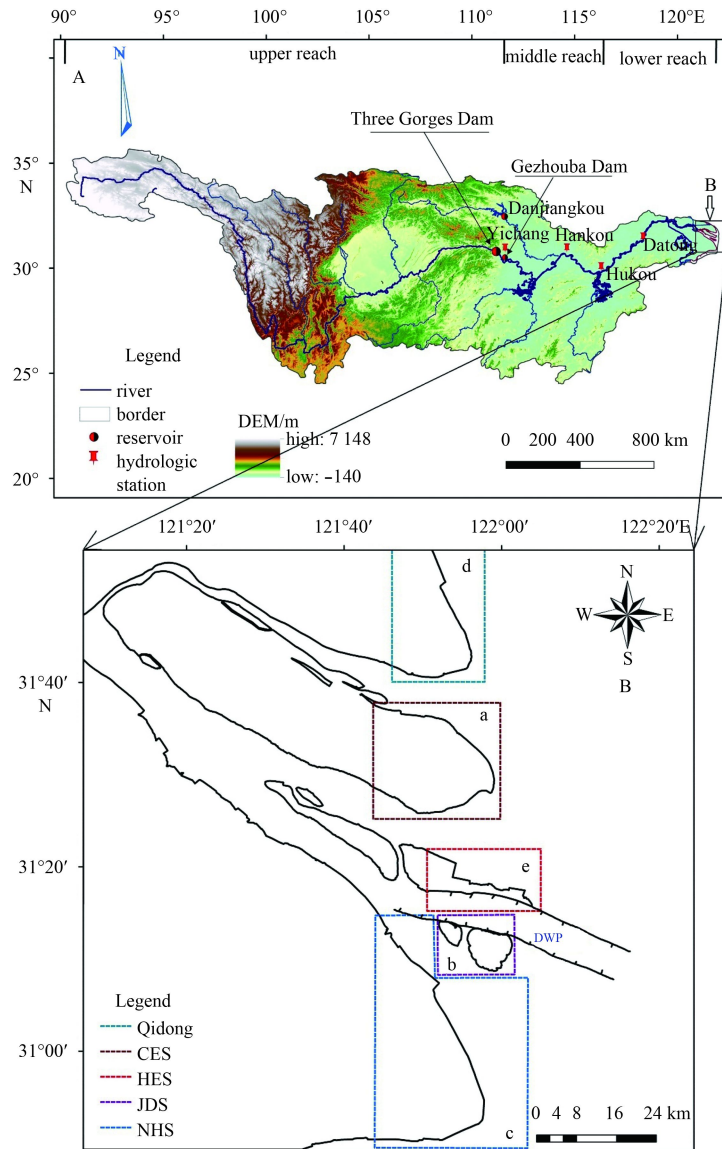 90° 95° 100° 105° 110° 115° 120°E
A
upper reach middle reach lower reach
N
Three Gorges Dam
35°
N
Gezhouba Dam
B
Danjiangkou
Yichang Hankou
Datong
Hukou
30°
Legend
river
border
reservoir
hydrologic
station
25°
20°
DEM/m
high: 7 148
low: −140
0 200 400 800 km
121°20′ 121°40′ 122°00′ 122°20′E
d
N
W E
S
B
31°40′
N
a
31°20′
e
DWP
b
31°00′
Legend
Qidong
CES
HES
JDS
NHS
0 4 8 16 24 km
c